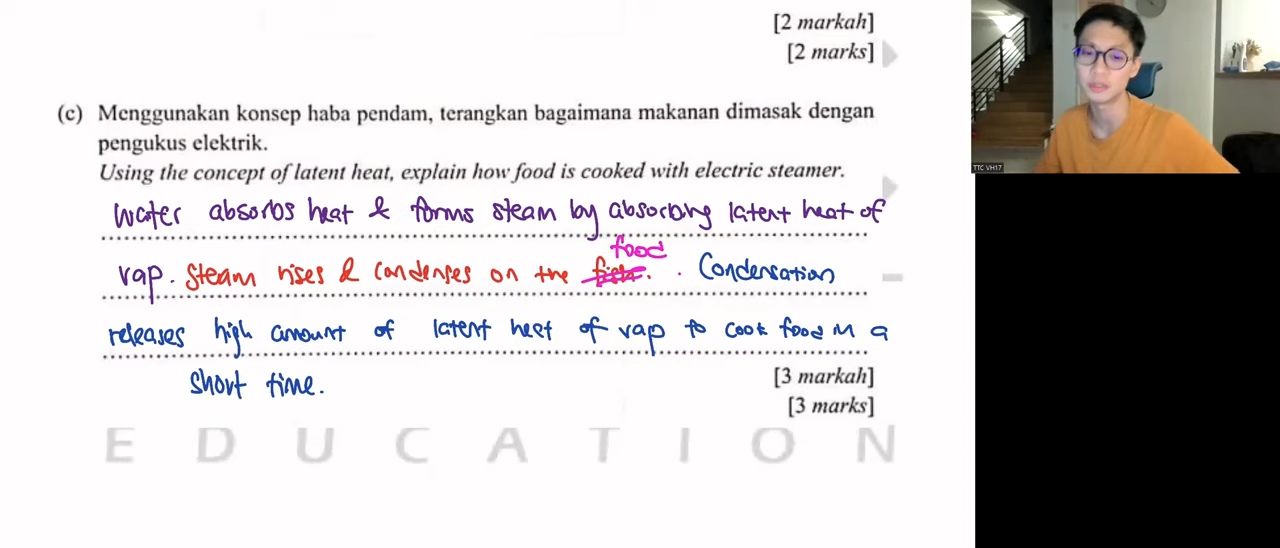 [2 markah]
[2 marks]
(c) Menggunakan konsep haba pendam, terangkan bagaimana makanan dimasak dengan
pengukus elektrik.
Using the concept of latent heat, explain how food is cooked with electric steamer.
Water absorbs heat & forms steam by absorbing latent heat of
food
vap. Steam rises & condenses on the fish. . Condensation
releases high amount of latent heat of vap to cook food in a
short time.
[3 markah]
[3 marks]
EDUCATION
TTC VH17